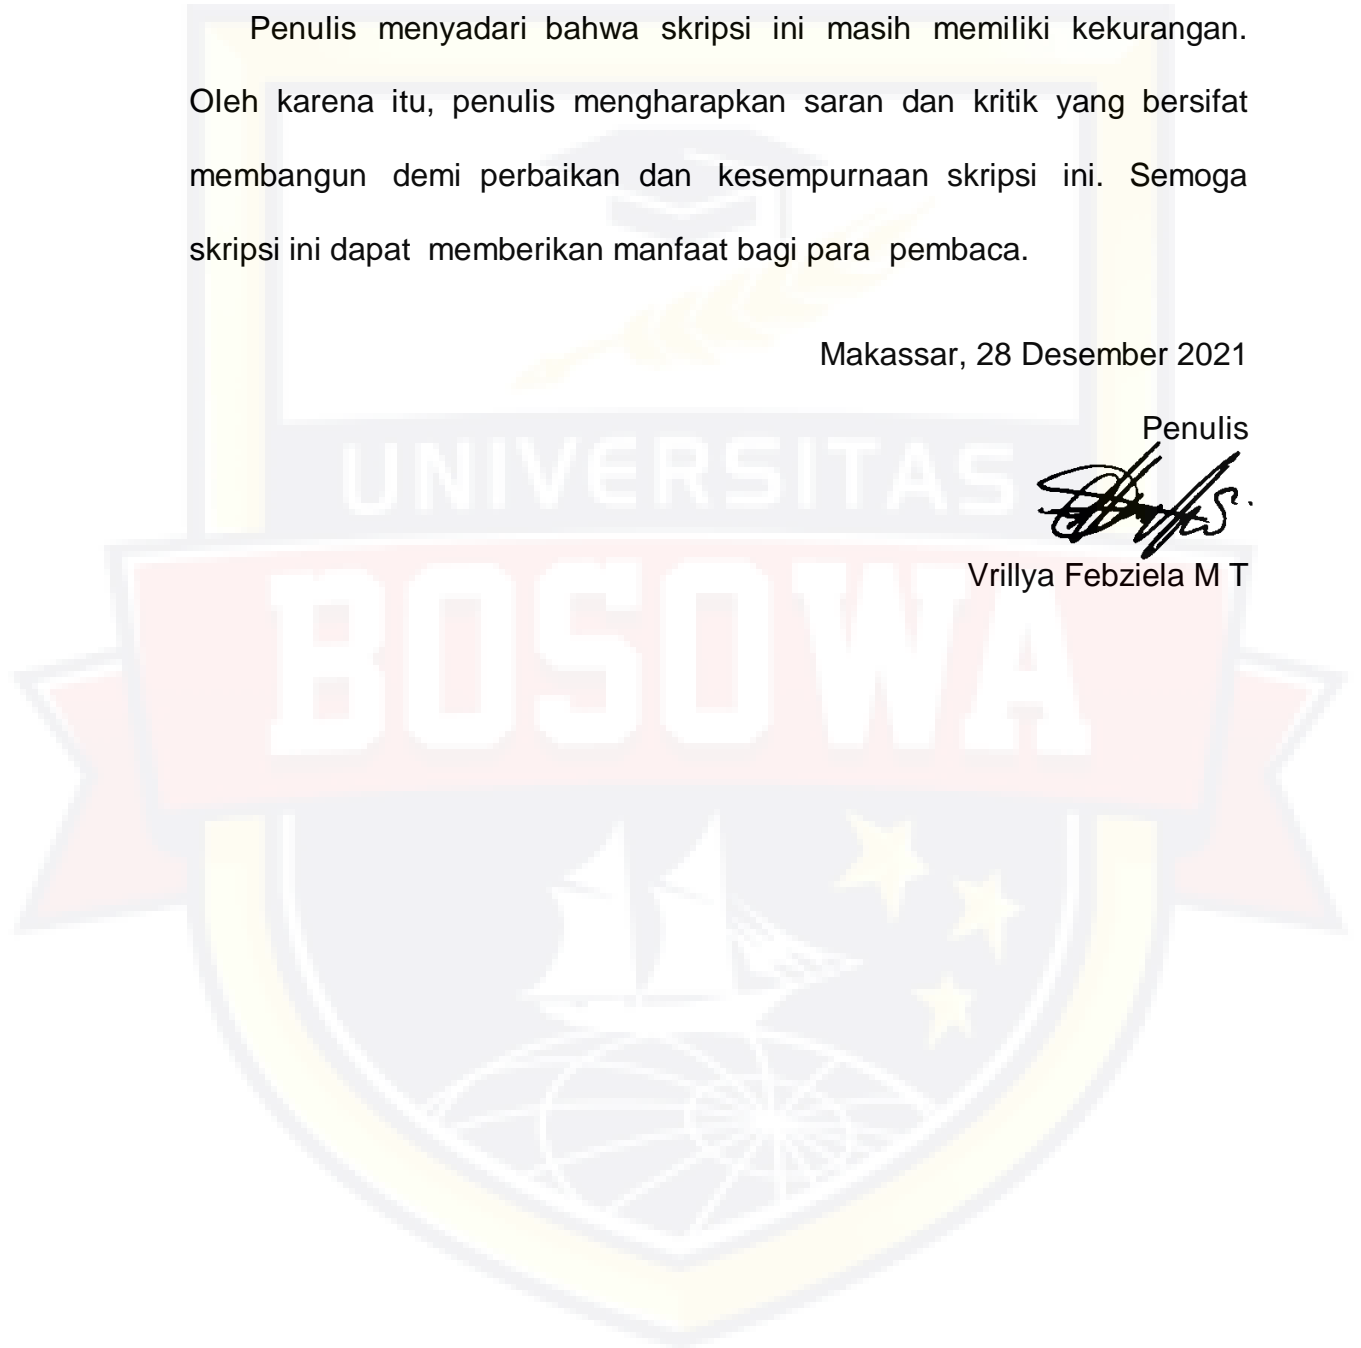 Penulis menyadari bahwa skripsi ini masih memiliki kekurangan.
Oleh karena itu, penulis mengharapkan saran dan kritik yang bersifat
membangun demi perbaikan dan kesempurnaan skripsi ini. Semoga
skripsi ini dapat memberikan manfaat bagi para pembaca.
Makassar, 28 Desember 2021
Penulis
Vrillya Febziela M T
UNIVERSITAS
BOSOWA